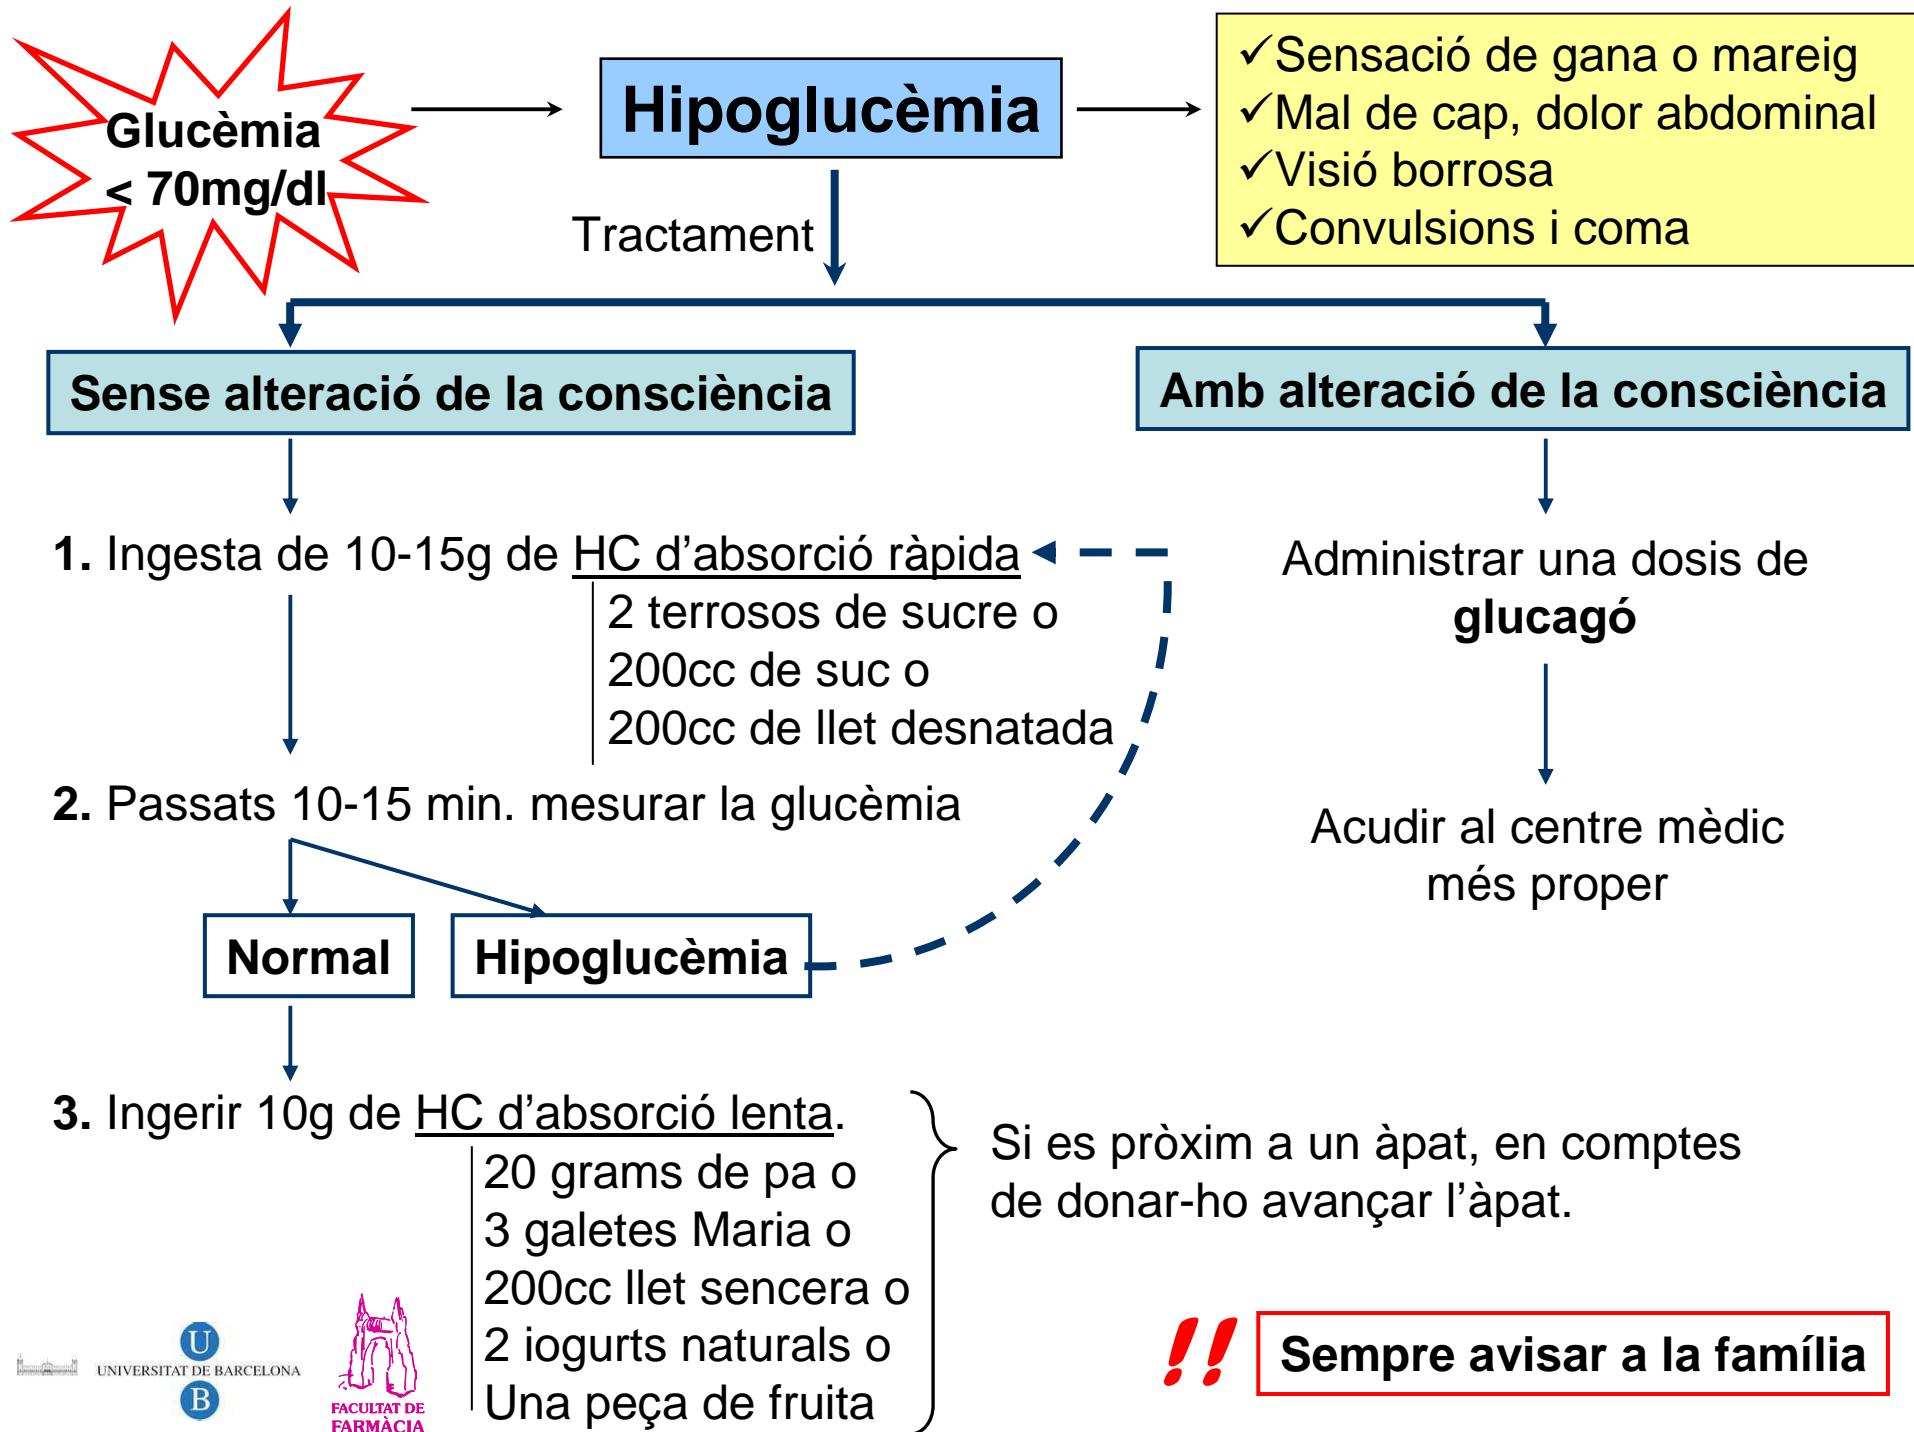 Glucèmia
< 70mg/dl
Hipoglucèmia
✓Sensació de gana o mareig
✓Mal de cap, dolor abdominal
✓Visió borrosa
✓Convulsions i coma
Tractament
Sense alteració de la consciència
Amb alteració de la consciència
1. Ingesta de 10-15g de HC d’absorció ràpida
2 terrosos de sucre o
200cc de suc o
200cc de llet desnatada
2. Passats 10-15 min. mesurar la glucèmia
Normal
Hipoglucèmia
3. Ingerir 10g de HC d’absorció lenta.
20 grams de pa o
3 galetes Maria o
200cc llet sencera o
2 iogurts naturals o
Una peça de fruita
Si es pròxim a un àpat, en comptes
de donar-ho avançar l’àpat.
Administrar una dosis de
glucagó
Acudir al centre mèdic
més proper
!! Sempre avisar a la família
U
UNIVERSITAT DE BARCELONA
B
FACULTAT DE
FARMÀCIA